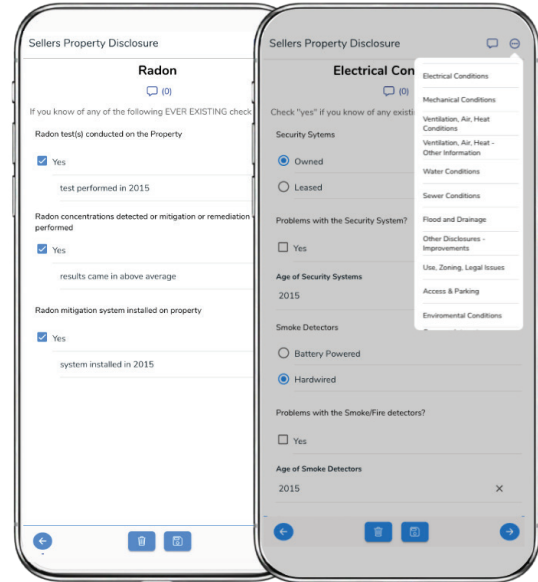 Sellers Property Disclosure
Radon
(0)
If you know of any of the following EVER EXISTING check
Radon test(s) conducted on the Property
Yes
test performed in 2015
Radon concentrations detected or mitigation or remediation
performed
Yes
results came in above average
Radon mitigation system installed on property
Yes
system installed in 2015
Sellers Property Disclosure
Electrical Con
(0)
Check "yes" if you know of any existi
Security Sytems
Owned
Leased
Problems with the Security System?
Yes
Age of Security Systems
2015
Smoke Detectors
Battery Powered
Hardwired
Problems with the Smoke/Fire detectors?
Yes
Age of Smoke Detectors
2015
Electrical Conditions
Mechanical Conditions
Ventilation, Air, Heat
Conditions
Ventilation, Air, Heat -
Other Information
Water Conditions
Sewer Conditions
Flood and Drainage
Other Disclosures -
Improvements
Use, Zoning, Legal Issues
Access & Parking
Enviromental Conditions